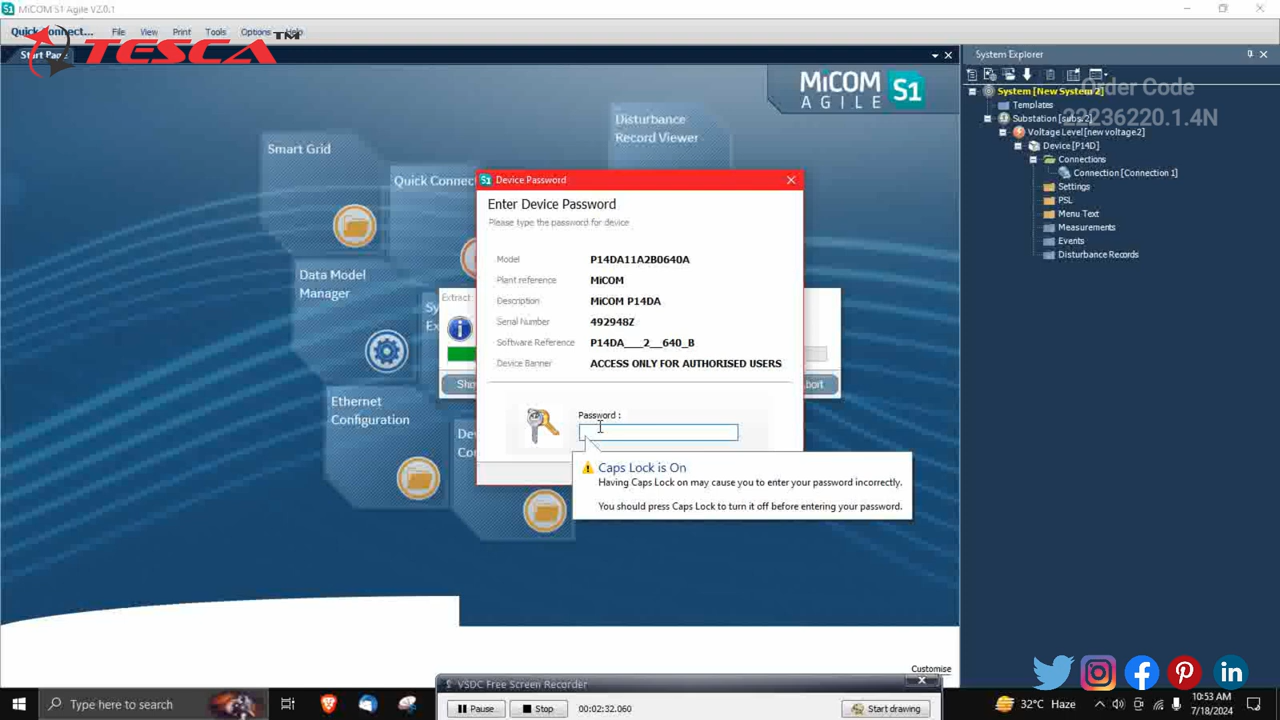 MiCOM S1 Agile V2.0.1
Quick Connect... File View Print Tools Options Help
TESCA™
Start Page
System Explorer
Order Code
22236220.1.4N
System [New System 2]
Templates
Substation [subs.2]
Voltage Level[new voltage.2]
Device [P14D]
Connections
Connection [Connection 1]
Settings
PSL
Menu Text
Measurements
Events
Disturbance Records
MiCOM
AGILE S1
Disturbance
Record Viewer
Smart Grid
Quick Connect
Data Model
Manager
Ethernet
Configuration
Extract
S1 Device Password
Enter Device Password
Please type the password for device
Model P14DA11A2B0640A
Plant reference MiCOM
Description MiCOM P14DA
Serial Number 492948Z
Software Reference P14DA___2__640_B
Device Banner ACCESS ONLY FOR AUTHORISED USERS
Password :
Caps Lock is On
Having Caps Lock on may cause you to enter your password incorrectly.
You should press Caps Lock to turn it off before entering your password.
Customise
VSDC Free Screen Recorder
Pause Stop 00:02:32.060 Start drawing
Type here to search
32°C Haze
10:53 AM
7/18/2024